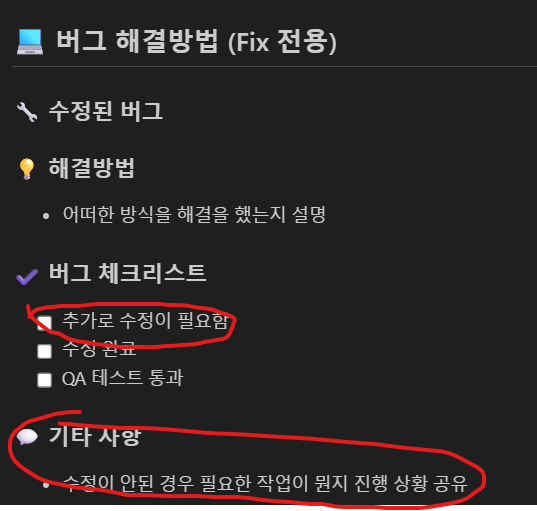 💻 버그 해결방법 (Fix 전용)
🔧 수정된 버그
💡 해결방법
• 어떠한 방식을 해결을 했는지 설명
✔ 버그 체크리스트
추가로 수정이 필요함
수정 완료
QA 테스트 통과
💬 기타 사항
• 수정이 안된 경우 필요한 작업이 뭔지 진행 상황 공유